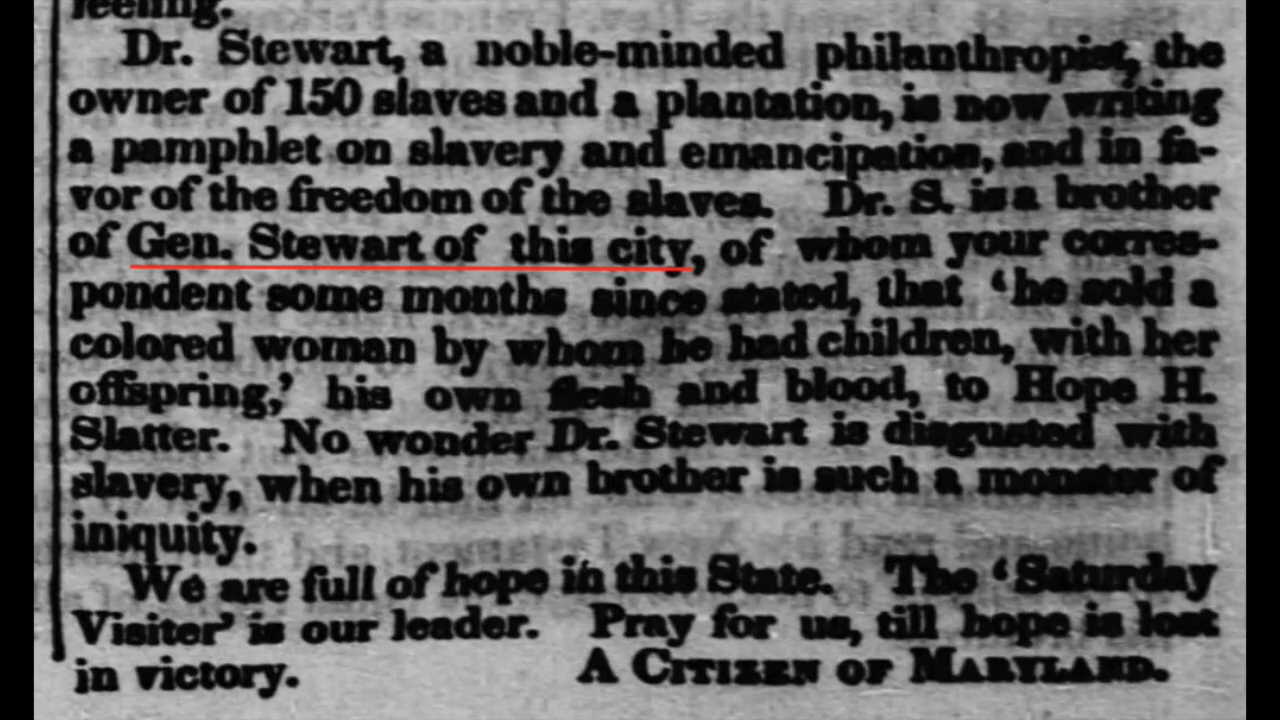 feeling.
Dr. Stewart, a noble-minded philanthropist, the
owner of 150 slaves and a plantation, is now writing
a pamphlet on slavery and emancipation, and in fa-
vor of the freedom of the slaves. Dr. S. is a brother
of Gen. Stewart of this city, of whom your corres-
pondent some months since stated, that ‘he sold a
colored woman by whom he had children, with her
offspring,’ his own flesh and blood, to Hope H.
Slatter. No wonder Dr. Stewart is disgusted with
slavery, when his own brother is such a monster of
iniquity.
We are full of hope in this State. The ‘Saturday
Visiter’ is our leader. Pray for us, till hope is lost
in victory. A CITIZEN OF MARYLAND.